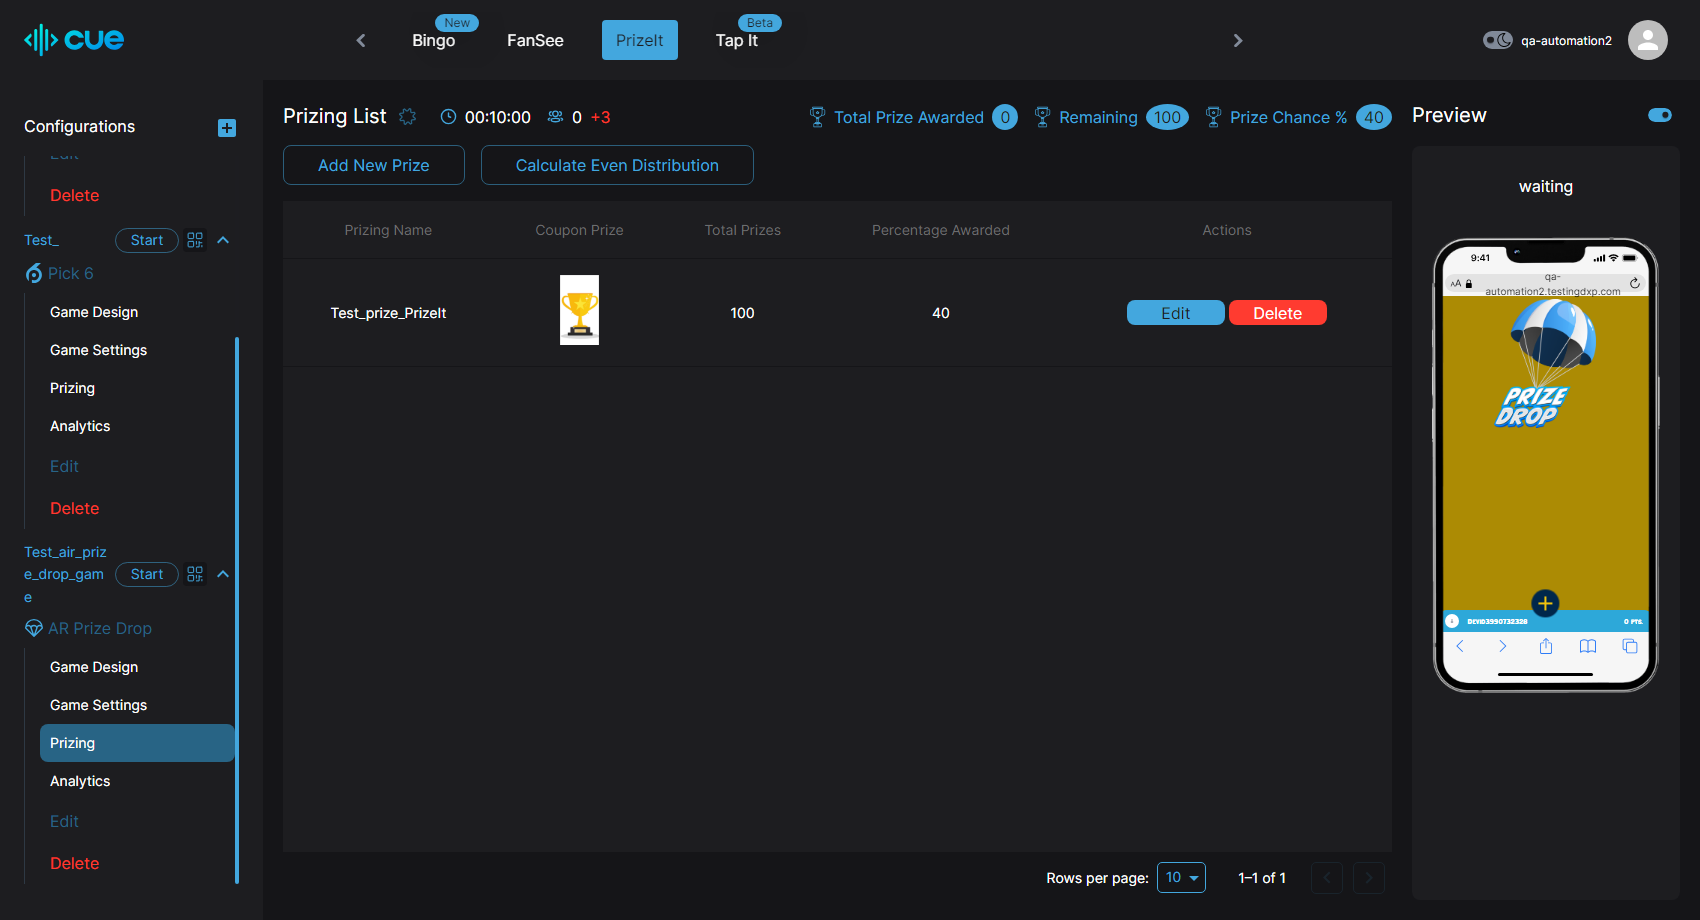 cue
New
Bingo
FanSee
PrizeIt
Beta
Tap It
qa-automation2
Configurations
Delete
Test_
Start
Pick 6
Game Design
Game Settings
Prizing
Analytics
Edit
Delete
Test_air_priz
e_drop_gam
e
Start
AR Prize Drop
Game Design
Game Settings
Prizing
Analytics
Edit
Delete
Prizing List
00:10:00
0 +3
Total Prize Awarded 0
Remaining 100
Prize Chance % 40
Add New Prize
Calculate Even Distribution
Prizing Name Coupon Prize Total Prizes Percentage Awarded Actions
Test_prize_PrizeIt 100 40 Edit Delete
Rows per page: 10 1–1 of 1
Preview
waiting
9:41
AA
qa-
automation2.testingdxp.com
PRIZE
DROP
0 PTS.